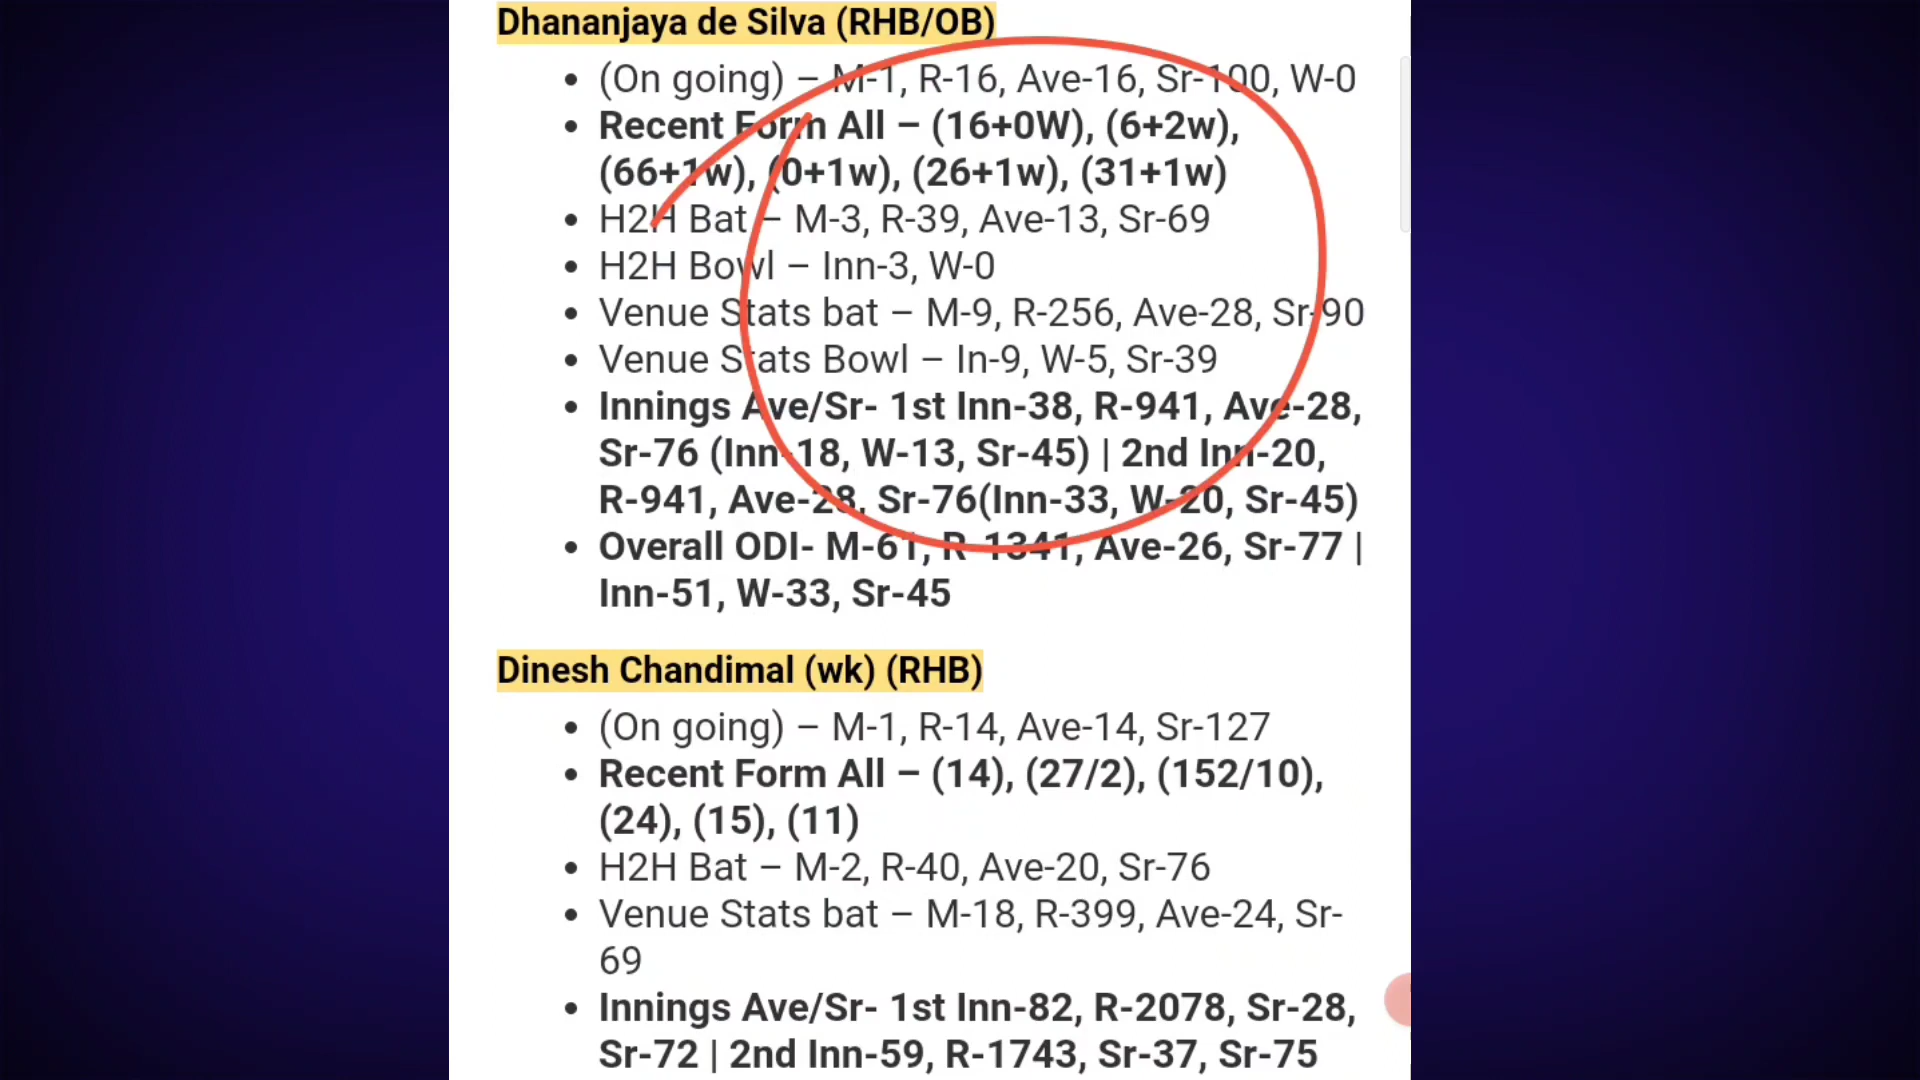 Dhananjaya de Silva (RHB/OB)
• (On going) – M-1, R-16, Ave-16, Sr-100, W-0
• Recent Form All – (16+0W), (6+2w),
(66+1w), (0+1w), (26+1w), (31+1w)
• H2H Bat – M-3, R-39, Ave-13, Sr-69
• H2H Bowl – Inn-3, W-0
• Venue Stats bat – M-9, R-256, Ave-28, Sr-90
• Venue Stats Bowl – In-9, W-5, Sr-39
• Innings Ave/Sr- 1st Inn-38, R-941, Ave-28,
Sr-76 (Inn-18, W-13, Sr-45) | 2nd Inn-20,
R-941, Ave-28, Sr-76(Inn-33, W-20, Sr-45)
• Overall ODI- M-61, R-1341, Ave-26, Sr-77 |
Inn-51, W-33, Sr-45
Dinesh Chandimal (wk) (RHB)
• (On going) – M-1, R-14, Ave-14, Sr-127
• Recent Form All – (14), (27/2), (152/10),
(24), (15), (11)
• H2H Bat – M-2, R-40, Ave-20, Sr-76
• Venue Stats bat – M-18, R-399, Ave-24, Sr-
69
• Innings Ave/Sr- 1st Inn-82, R-2078, Sr-28,
Sr-72 | 2nd Inn-59, R-1743, Sr-37, Sr-75